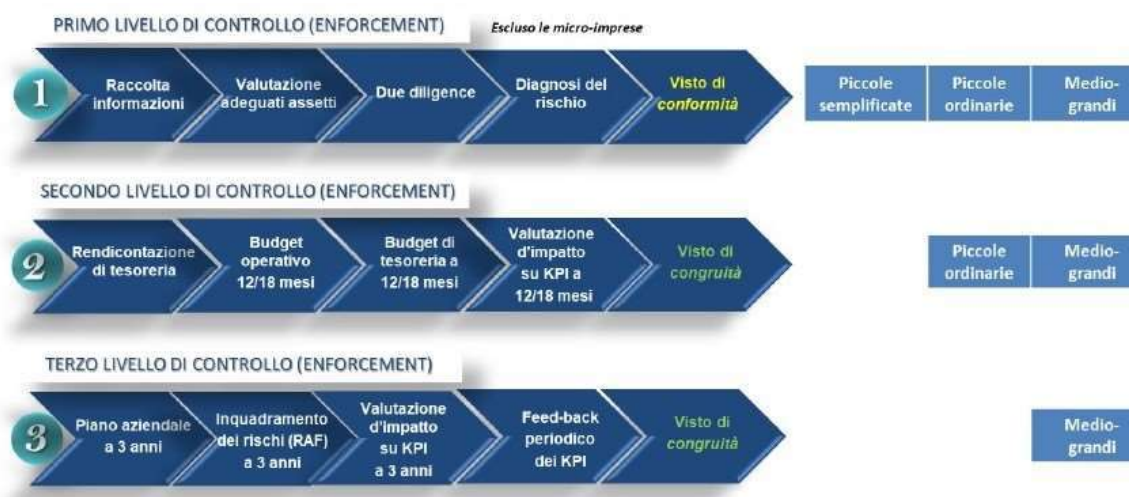 PRIMO LIVELLO DI CONTROLLO (ENFORCEMENT)
Escluso le micro-imprese
1
Raccolta
informazioni
Valutazione
adeguati assetti
Due diligence
Diagnosi del
rischio
Visto di
conformità
Piccole
semplificate
Piccole
ordinarie
Medio-
grandi
SECONDO LIVELLO DI CONTROLLO (ENFORCEMENT)
2
Rendicontazione
di tesoreria
Budget
operativo
12/18 mesi
Budget di
tesoreria a
12/18 mesi
Valutazione
d'impatto
su KPI a
12/18 mesi
Visto di
congruità
Piccole
ordinarie
Medio-
grandi
TERZO LIVELLO DI CONTROLLO (ENFORCEMENT)
3
Piano aziendale
a 3 anni
Inquadramento
dei rischi (RAF)
a 3 anni
Valutazione
d'impatto
su KPI
a 3 anni
Feed-back
periodico
dei KPI
Visto di
congruità
Medio-
grandi